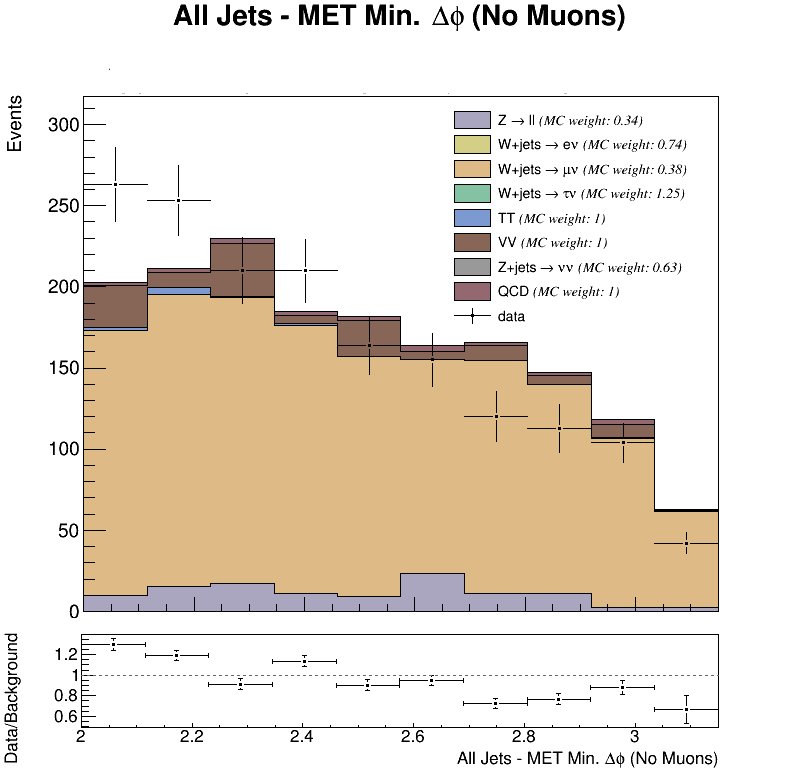 All Jets - MET Min. Δϕ (No Muons)
Events
300
250
200
150
100
50
0
Z → ll (MC weight: 0.34)
W+jets → eν (MC weight: 0.74)
W+jets → μν (MC weight: 0.38)
W+jets → τν (MC weight: 1.25)
TT (MC weight: 1)
VV (MC weight: 1)
Z+jets → νν (MC weight: 0.63)
QCD (MC weight: 1)
data
Data/Background
1.2
1
0.8
0.6
2 2.2 2.4 2.6 2.8 3
All Jets - MET Min. Δϕ (No Muons)